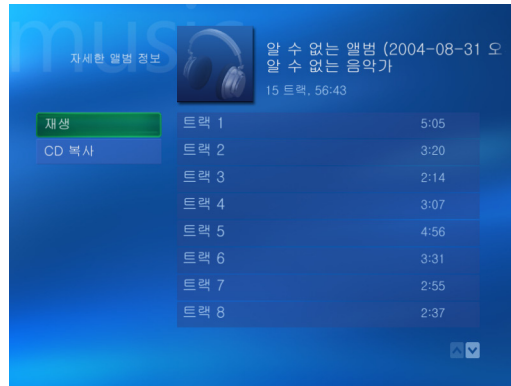 music
자세한 앨범 정보
알 수 없는 앨범 (2004-08-31 오
알 수 없는 음악가
15 트랙, 56:43
재생
CD 복사
트랙 1 5:05
트랙 2 3:20
트랙 3 2:14
트랙 4 3:07
트랙 5 4:56
트랙 6 3:31
트랙 7 2:55
트랙 8 2:37